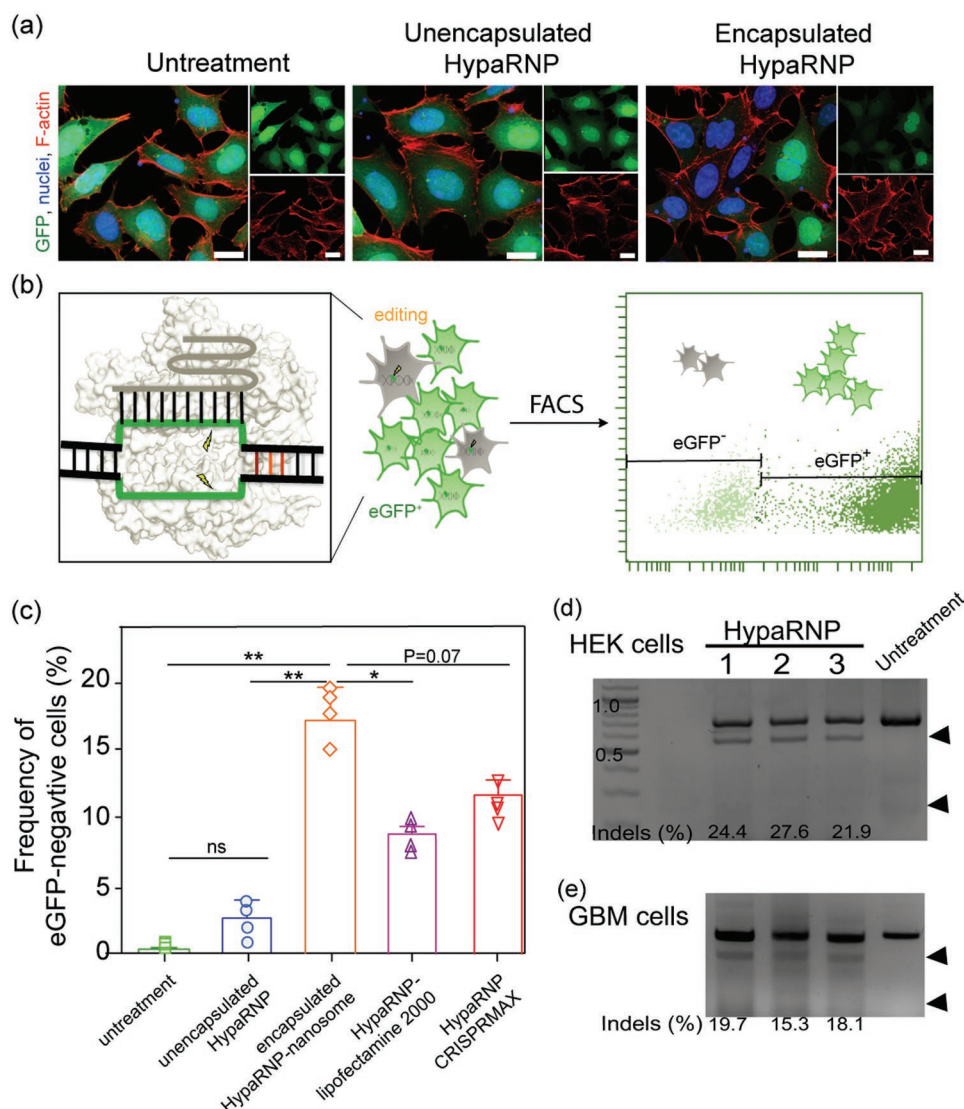 (a)
Untreatment
Unencapsulated
HypaRNP
Encapsulated
HypaRNP
GFP, nuclei, F-actin
(b)
editing
eGFP+
FACS
eGFP-
eGFP+
(c)
Frequency of
eGFP-negavtive cells (%)
20
15
10
5
0
**
**
*
P=0.07
ns
untreatment
unencapsulated
HypaRNP
encapsulated
HypaRNP-nanosome
HypaRNP-
lipofectamine 2000
HypaRNP
CRISPRMAX
(d)
HEK cells
HypaRNP
1 2 3
Untreatment
1.0
0.5
Indels (%) 24.4 27.6 21.9
(e)
GBM cells
Indels (%) 19.7 15.3 18.1